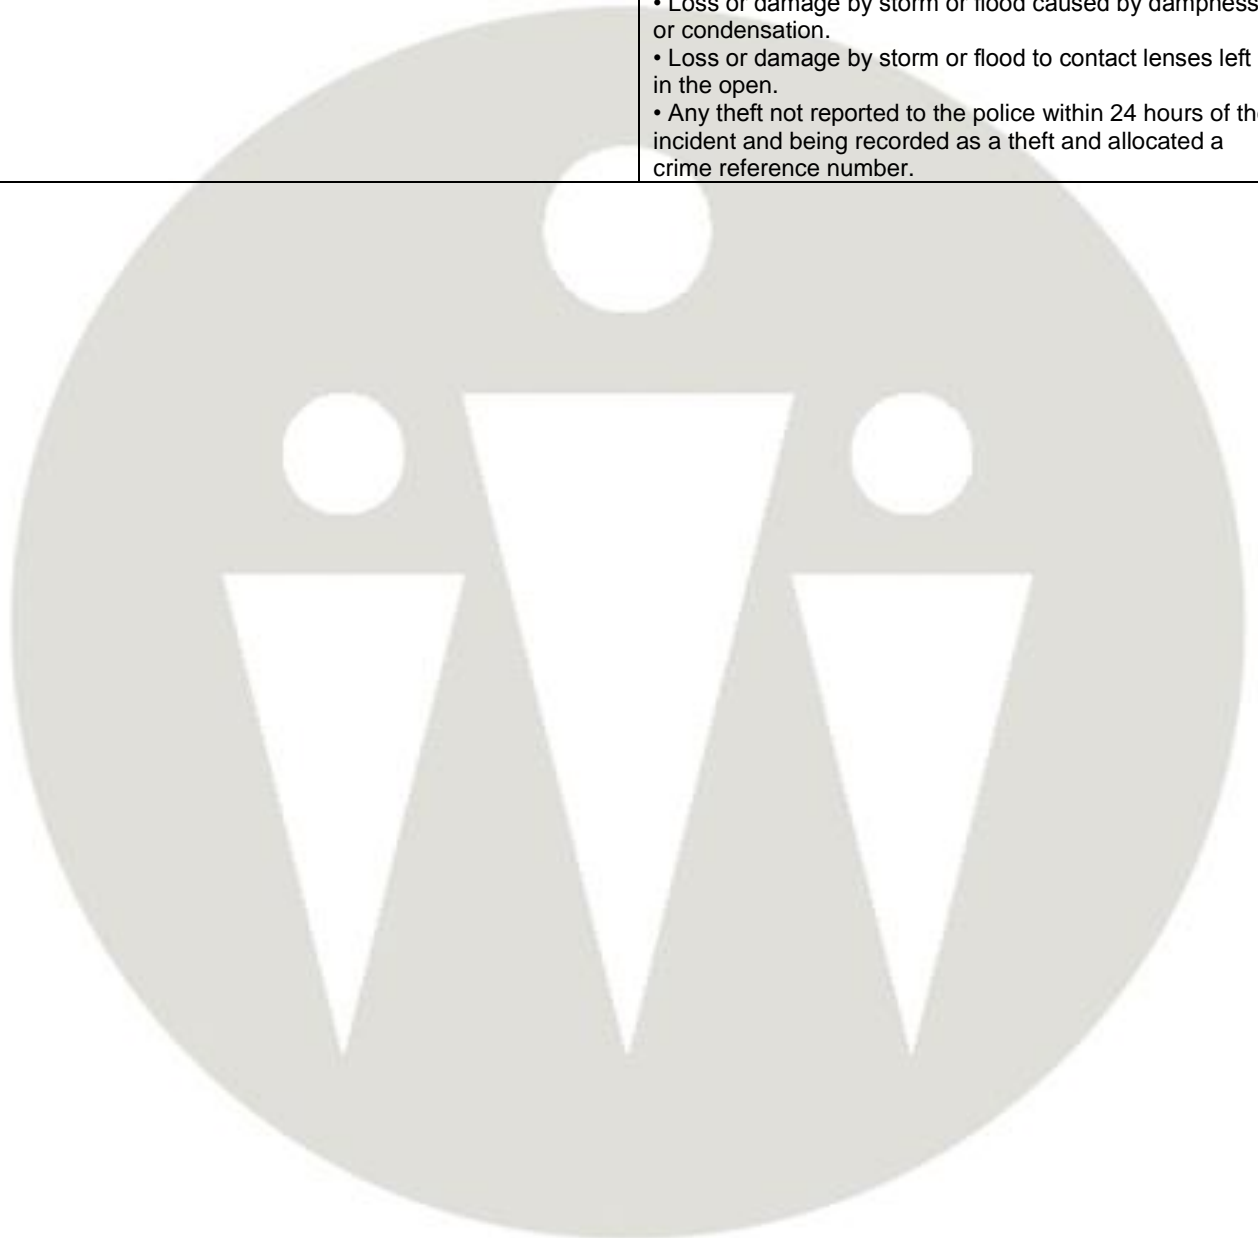 • Loss or damage by storm or flood caused by dampness
or condensation.
• Loss or damage by storm or flood to contact lenses left
in the open.
• Any theft not reported to the police within 24 hours of the
incident and being recorded as a theft and allocated a
crime reference number.